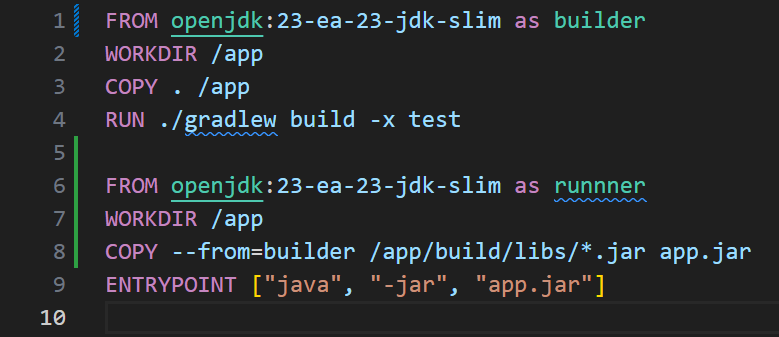 1 FROM openjdk:23-ea-23-jdk-slim as builder
2 WORKDIR /app
3 COPY . /app
4 RUN ./gradlew build -x test
5
6 FROM openjdk:23-ea-23-jdk-slim as runnner
7 WORKDIR /app
8 COPY --from=builder /app/build/libs/*.jar app.jar
9 ENTRYPOINT ["java", "-jar", "app.jar"]
10